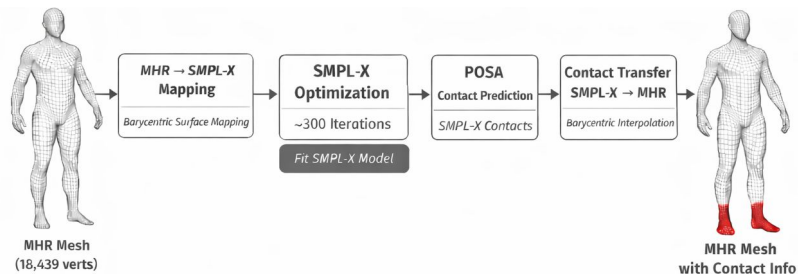 MHR → SMPL-X
Mapping
Barycentric Surface Mapping
SMPL-X
Optimization
~300 Iterations
Fit SMPL-X Model
POSA
Contact Prediction
SMPL-X Contacts
Contact Transfer
SMPL-X → MHR
Barycentric Interpolation
MHR Mesh
(18,439 verts)
MHR Mesh
with Contact Info